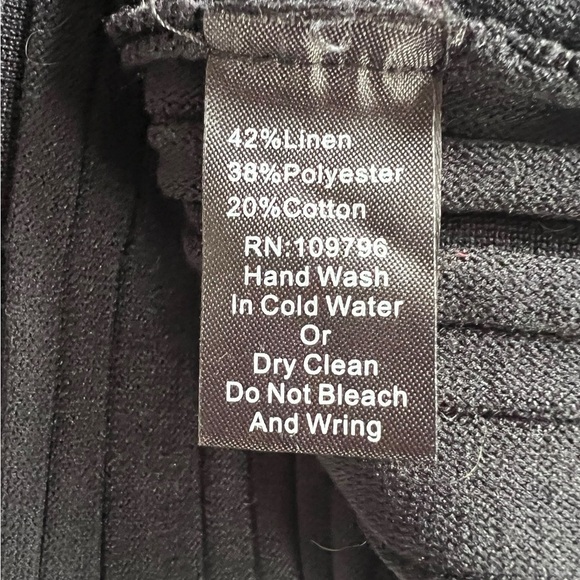 42%Linen
38%Polyester
20%Cotton
RN:109796
Hand Wash
In Cold Water
Or
Dry Clean
Do Not Bleach
And Wring